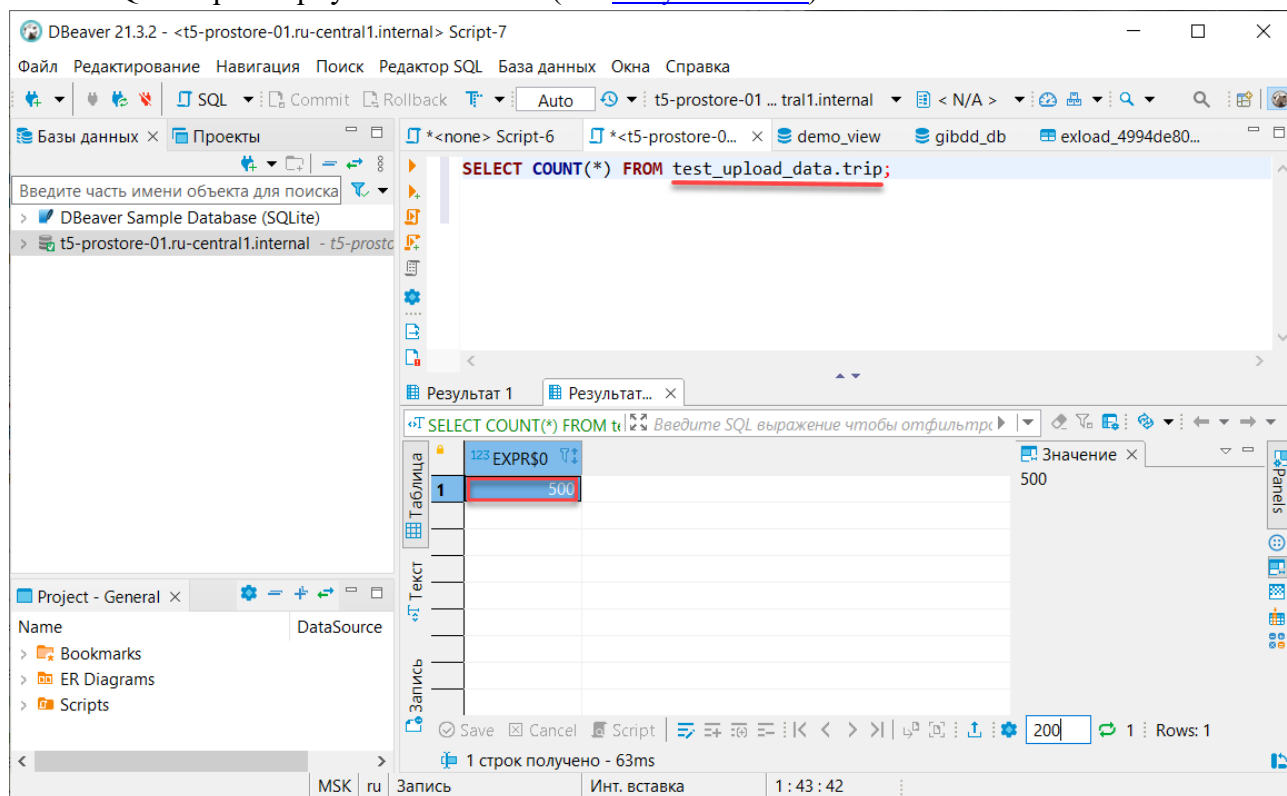 DBeaver 21.3.2 - <t5-prostore-01.ru-central1.internal> Script-7
Файл Редактирование Навигация Поиск Редактор SQL База данных Окна Справка
SQL Commit Rollback Auto t5-prostore-01 ... tral1.internal < N/A >
Базы данных Проекты
*<none> Script-6 *<t5-prostore-0... demo_view gibdd_db exload_4994de80...
Введите часть имени объекта для поиска
DBeaver Sample Database (SQLite)
t5-prostore-01.ru-central1.internal - t5-prosto
SELECT COUNT(*) FROM test_upload_data.trip;
Результат 1 Результат...
SELECT COUNT(*) FROM te Введите SQL выражение чтобы отфильтрс
Таблица
Текст
Запись
123 EXPR$0
1 500
Значение
500
Panels
Project - General
Name DataSource
Bookmarks
ER Diagrams
Scripts
Save Cancel Script 200 1 Rows: 1
1 строк получено - 63ms
MSK ru Запись Инт. вставка 1 : 43 : 42